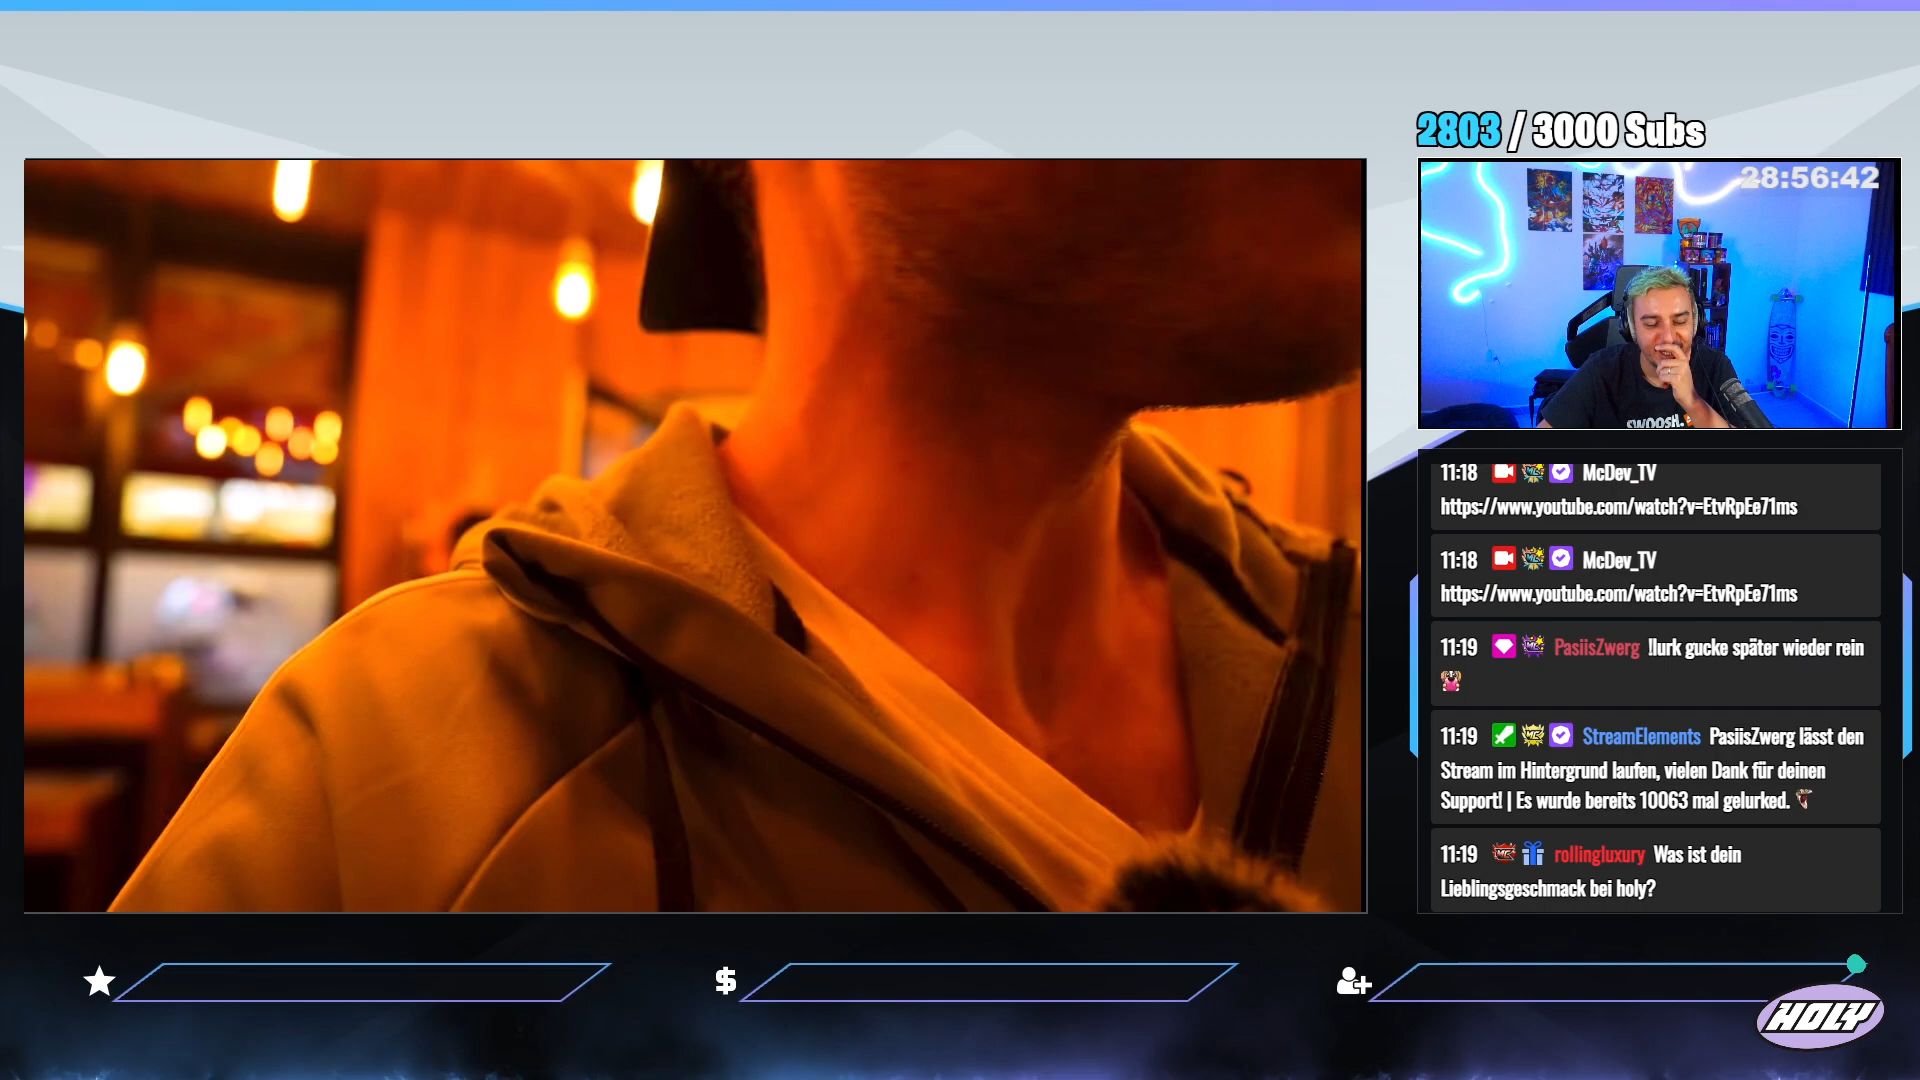 2803 / 3000 Subs
28:56:42
SWOOSH.
11:18 McDev_TV
https://www.youtube.com/watch?v=EtvRpEe71ms
11:18 McDev_TV
https://www.youtube.com/watch?v=EtvRpEe71ms
11:19 PasiisZwerg !lurk gucke später wieder rein
11:19 StreamElements PasiisZwerg lässt den
Stream im Hintergrund laufen, vielen Dank für deinen
Support! | Es wurde bereits 10063 mal gelurked.
11:19 rollingluxury Was ist dein
Lieblingsgeschmack bei holy?
$
HOLY